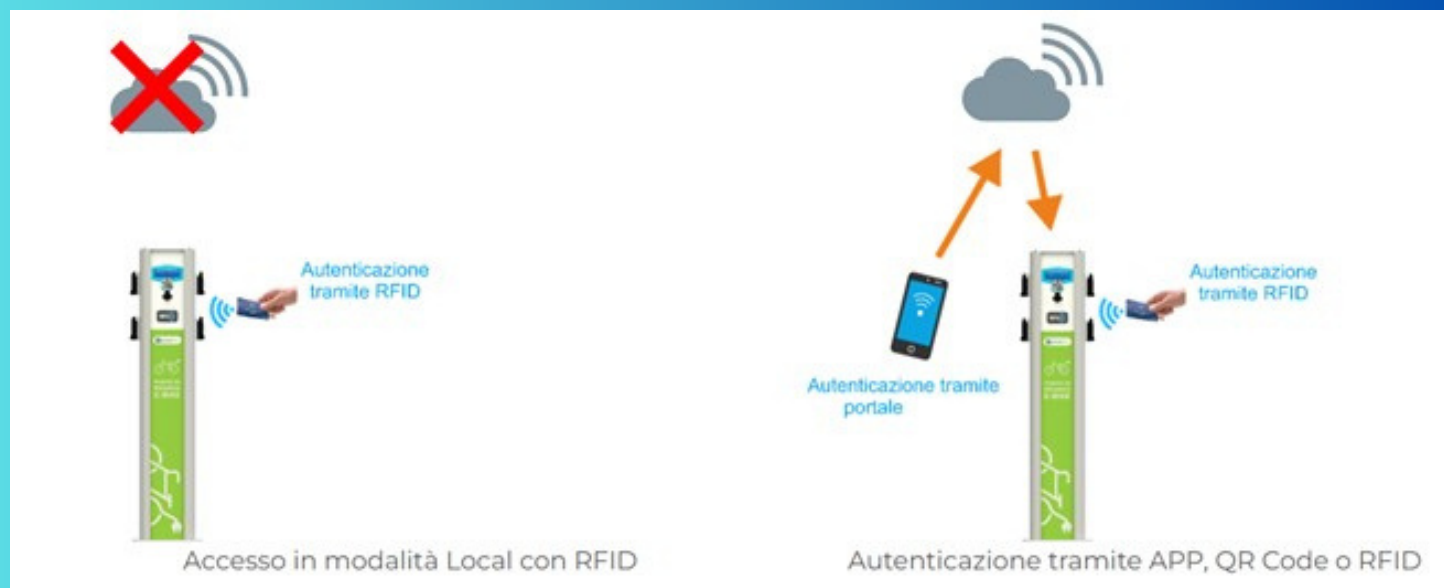 Autenticazione
tramite RFID
Accesso in modalità Local con RFID
Autenticazione tramite
portale
Autenticazione
tramite RFID
Autenticazione tramite APP, QR Code o RFID